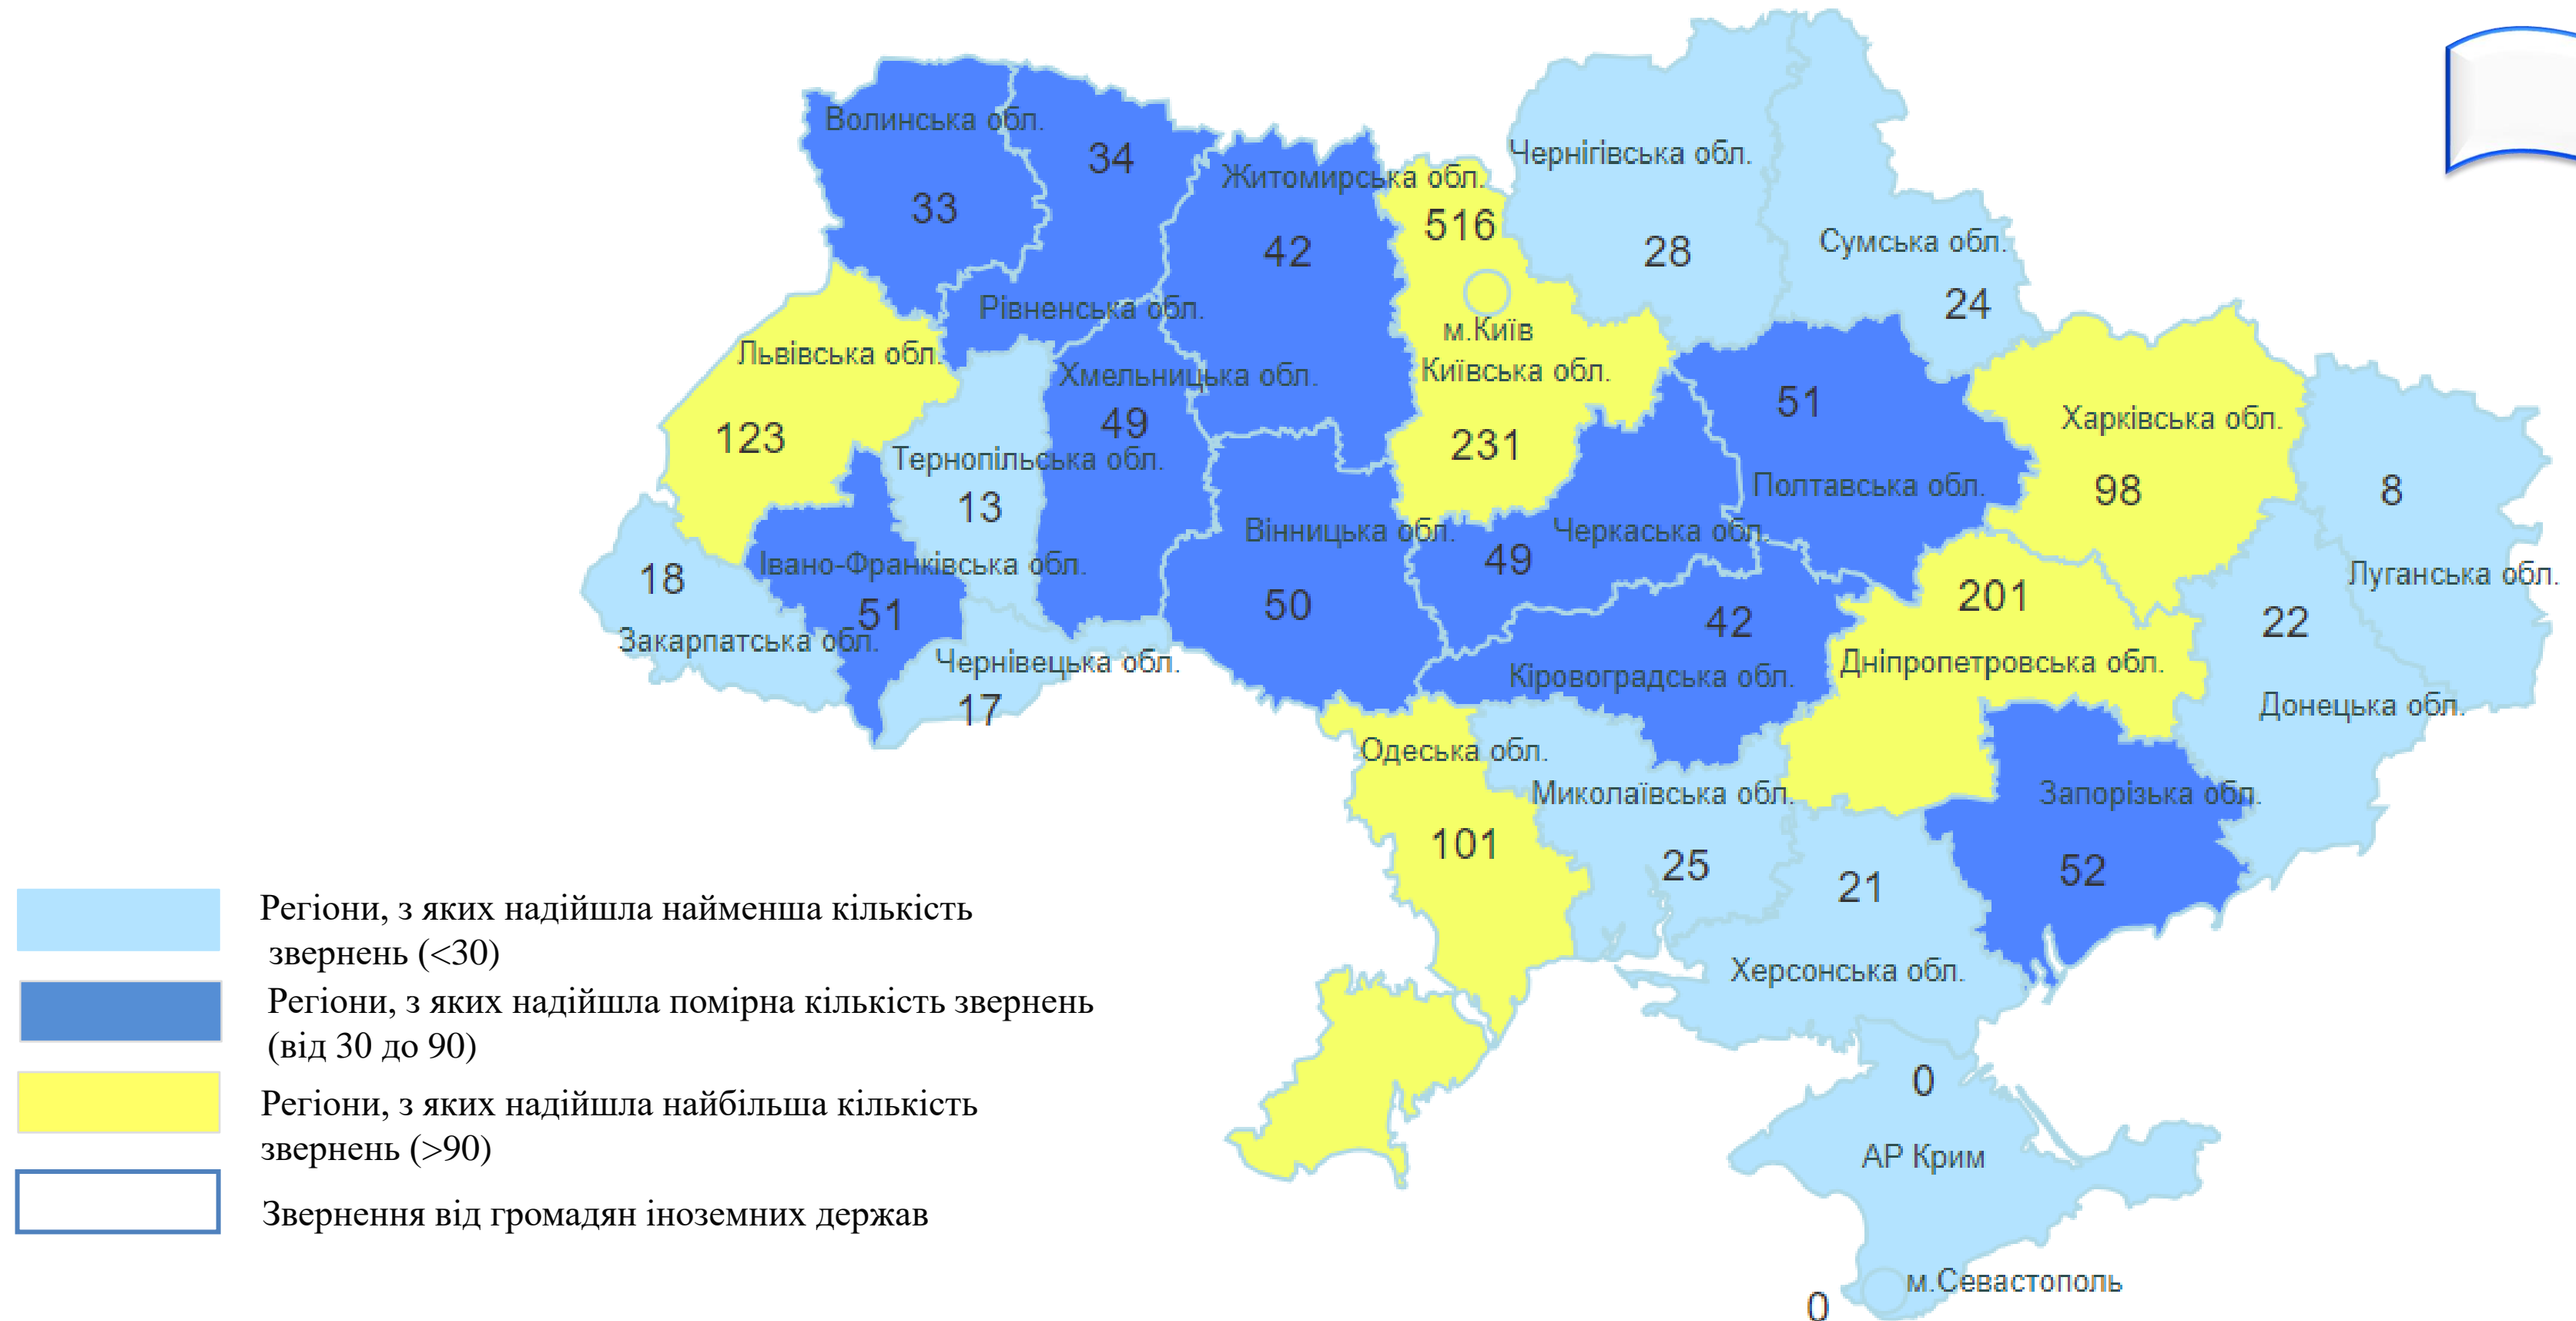 Волинська обл.
33
34
Рівненська обл.
Житомирська обл.
42
516
м.Київ
Київська обл.
231
Чернігівська обл.
28
Сумська обл.
24
Львівська обл.
123
Хмельницька обл.
49
Тернопільська обл.
13
51
Полтавська обл.
Харківська обл.
98
8
Луганська обл.
18
Закарпатська обл.
Івано-Франківська обл.
51
Чернівецька обл.
17
Вінницька обл.
50
Черкаська обл.
49
42
Кіровоградська обл.
201
Дніпропетровська обл.
22
Донецька обл.
Одеська обл.
101
Миколаївська обл.
25
21
Херсонська обл.
Запорізька обл.
52
0
АР Крим
м.Севастополь
0
Регіони, з яких надійшла найменша кількість
звернень (<30)
Регіони, з яких надійшла помірна кількість звернень
(від 30 до 90)
Регіони, з яких надійшла найбільша кількість
звернень (>90)
Звернення від громадян іноземних держав